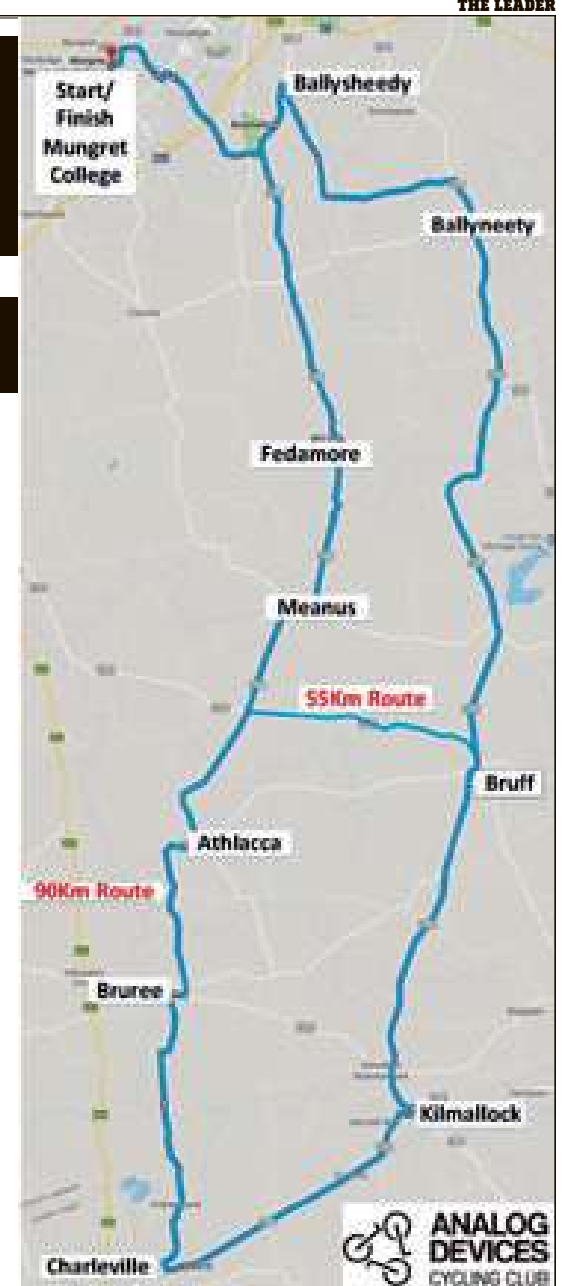 THE LEADER
Start/
Finish
Mungret
College
Ballysheedy
Ballyneety
Fedamore
Meanus
55Km Route
Bruff
Athlacca
90Km Route
Bruree
Kilmallock
Charleville
ANALOG
DEVICES
CYCLING CLUB